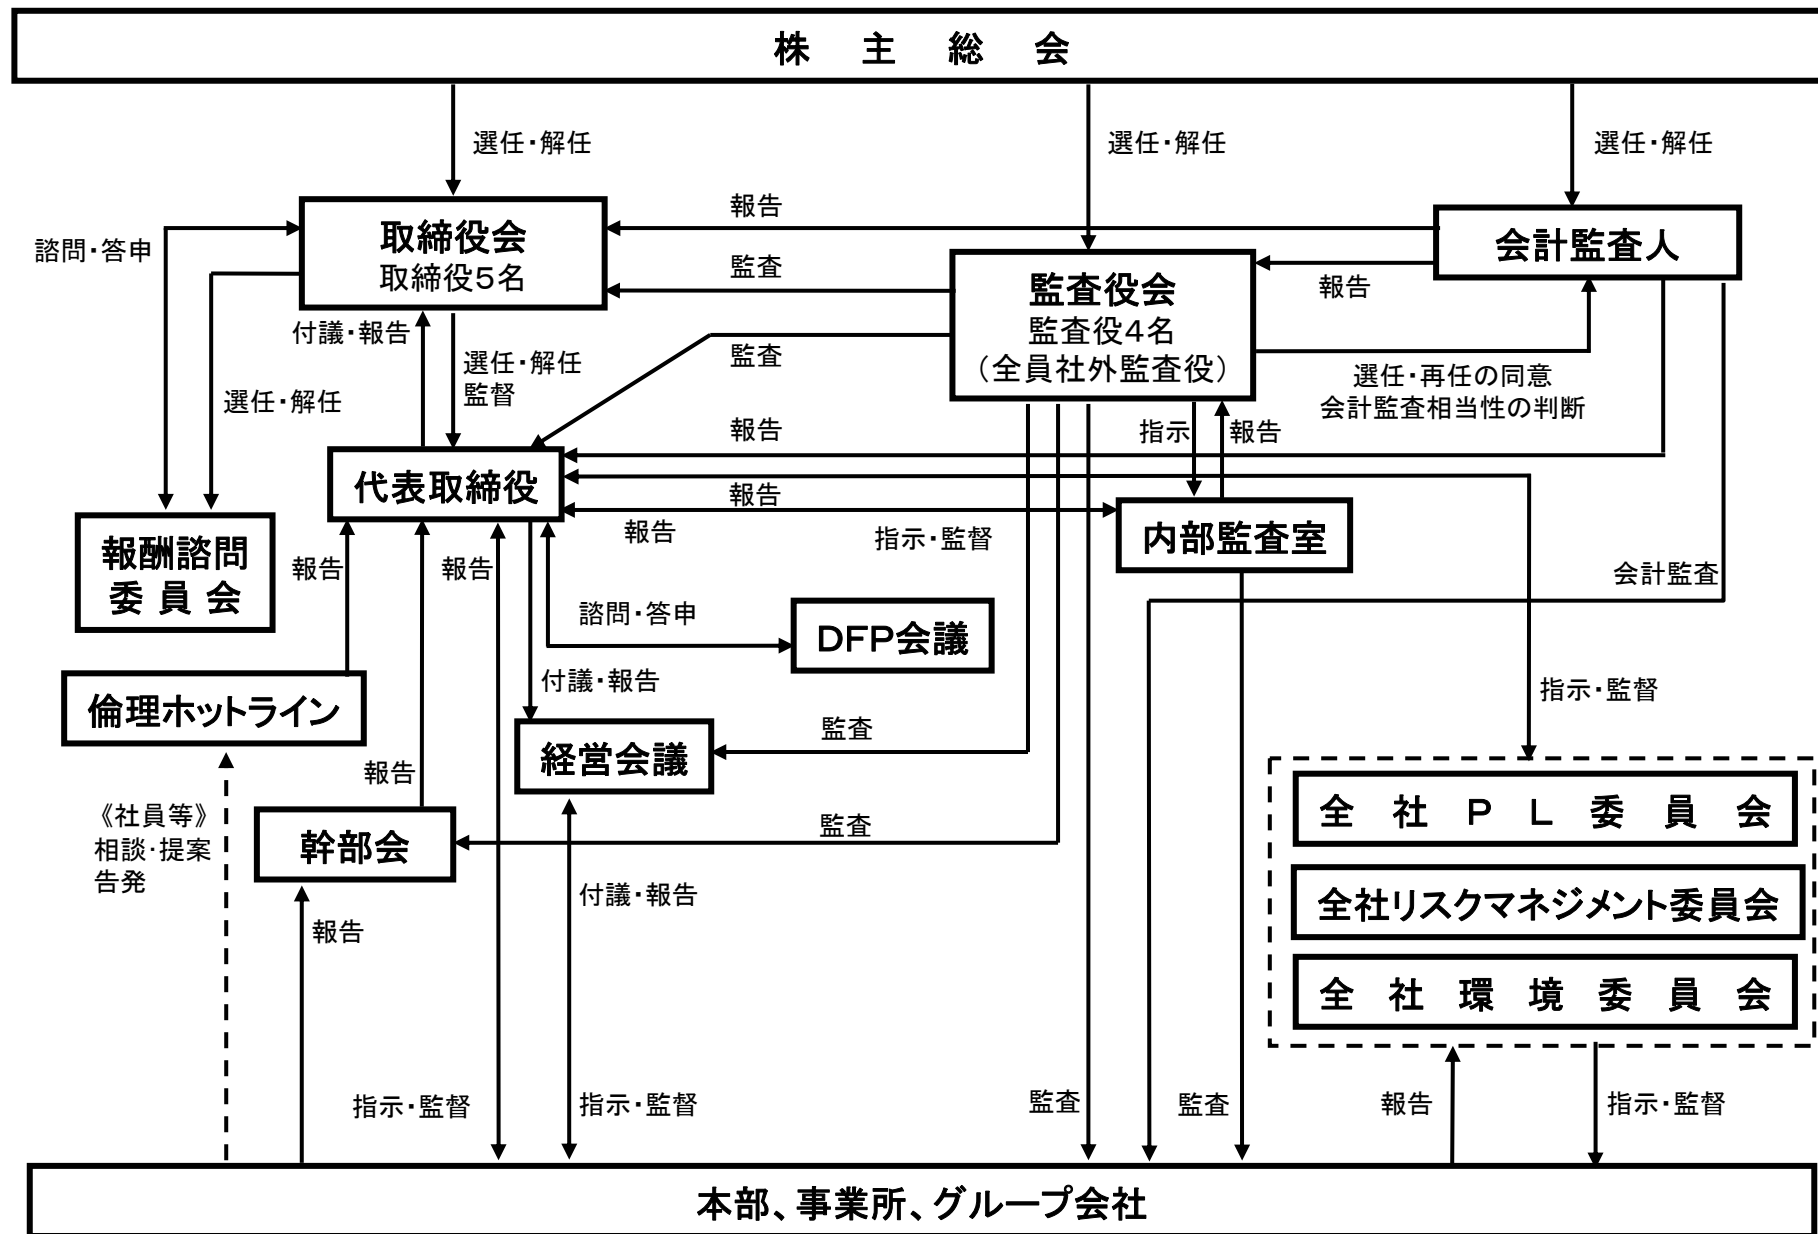 株主総会
選任・解任
選任・解任
選任・解任
取締役会
取締役5名
報告
会計監査人
諮問・答申
監査
監査役会
監査役4名
（全員社外監査役）
報告
付議・報告
選任・解任
監督
監査
選任・再任の同意
会計監査相当性の判断
選任・解任
報告
指示
報告
代表取締役
報告
報告
指示・監督
内部監査室
報酬諮問
委員会
報告
報告
会計監査
諮問・答申
DFP会議
倫理ホットライン
付議・報告
指示・監督
経営会議
監査
報告
《社員等》
相談・提案
告発
幹部会
監査
全社PL委員会
付議・報告
全社リスクマネジメント委員会
報告
全社環境委員会
指示・監督
指示・監督
監査
監査
報告
指示・監督
本部、事業所、グループ会社